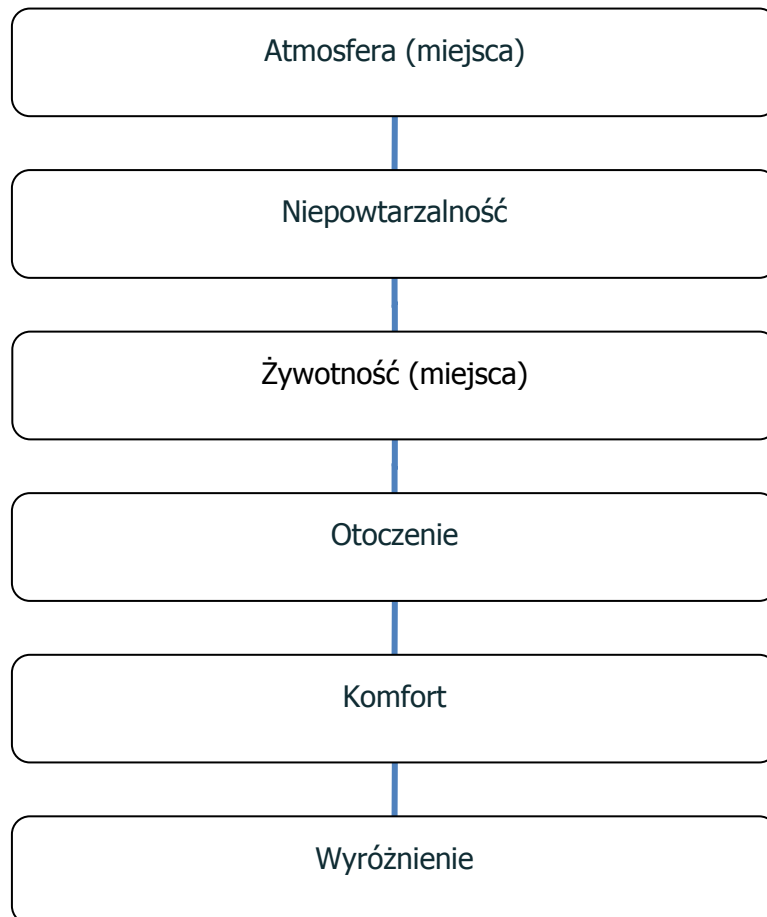 Atmosfera (miejsca)
Niepowtarzalność
Żywotność (miejsca)
Otoczenie
Komfort
Wyróżnienie